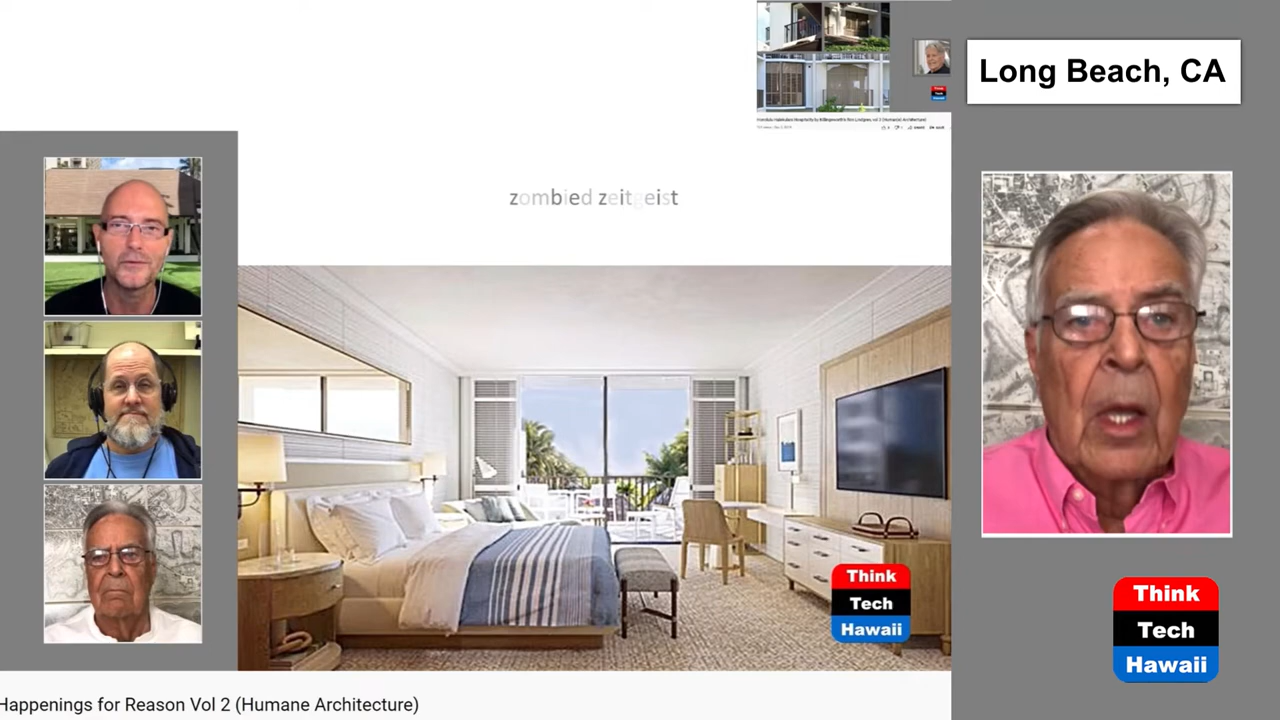 Long Beach, CA
zombied zeitgeist
Think
Tech
Hawaii
Think
Tech
Hawaii
Happenings for Reason Vol 2 (Humane Architecture)